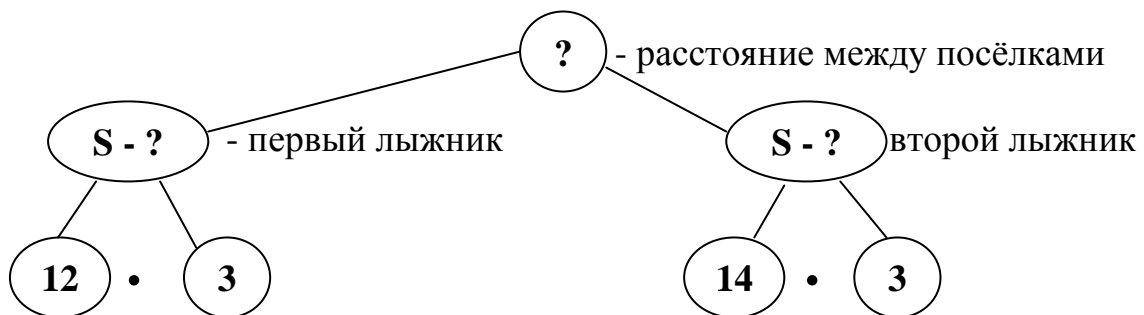 ? - расстояние между посёлками
S - ? - первый лыжник S - ? второй лыжник
12 • 3 14 • 3